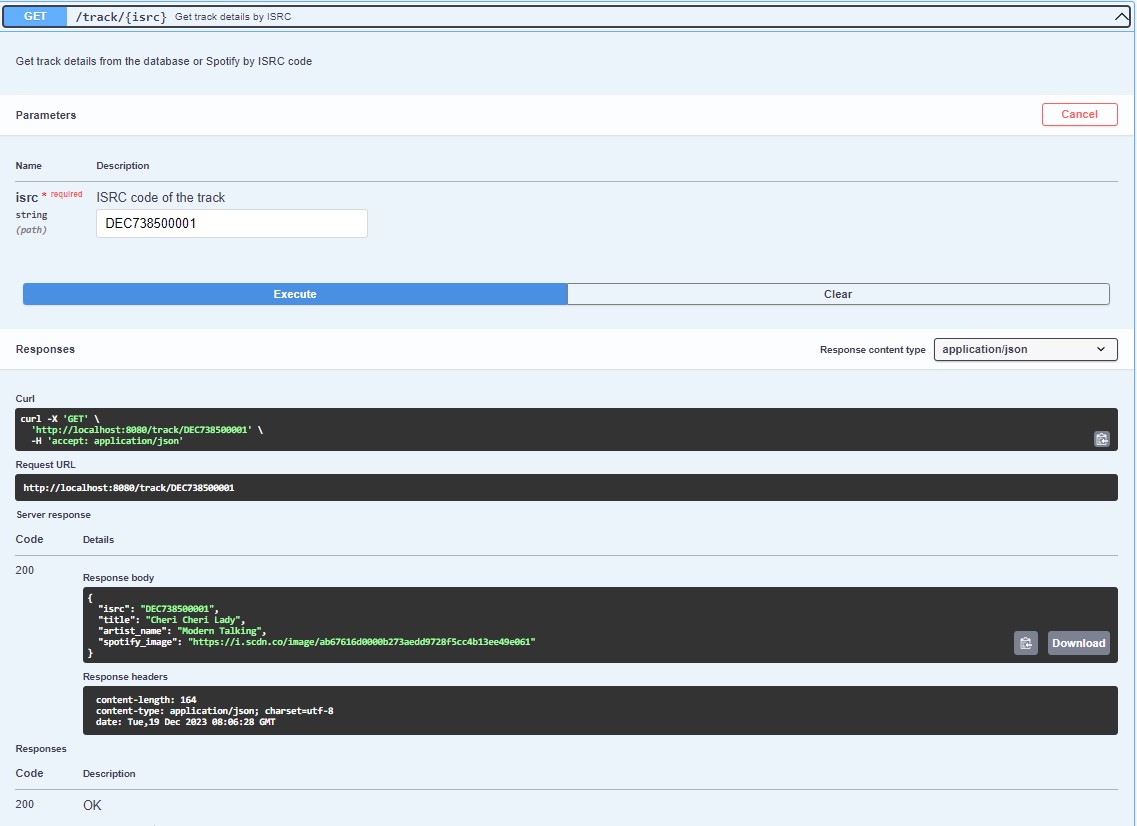 GET /track/{isrc} Get track details by ISRC
Get track details from the database or Spotify by ISRC code
Parameters
Cancel
Name Description
isrc * required ISRC code of the track
string
(path)
DEC738500001
Execute Clear
Responses
Response content type application/json
Curl
curl -X 'GET' \
'http://localhost:8080/track/DEC738500001' \
-H 'accept: application/json'
Request URL
http://localhost:8080/track/DEC738500001
Server response
Code Details
200
Response body
{
"isrc": "DEC738500001",
"title": "Cheri Cheri Lady",
"artist_name": "Modern Talking",
"spotify_image": "https://i.scdn.co/image/ab67616d0000b273aedd9728f5cc4b13ee49e061"
}
Download
Response headers
content-length: 164
content-type: application/json; charset=utf-8
date: Tue,19 Dec 2023 08:06:28 GMT
Responses
Code Description
200 OK